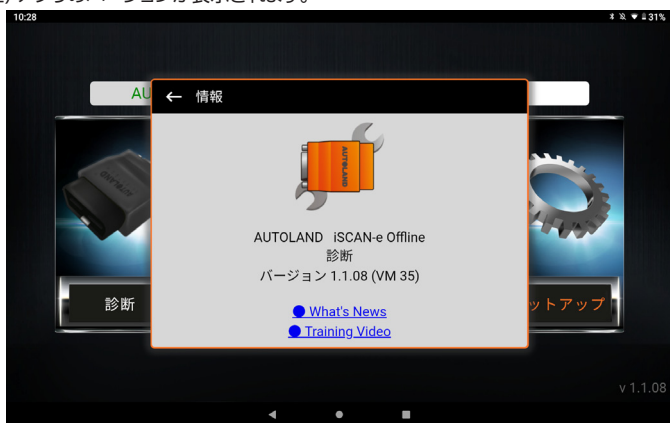 アプリのバージョンが表示されます。
10:28
31%
AU
← 情報
AUTOLAND
AUTOLAND
AUTOLAND iSCAN-e Offline
診断
バージョン 1.1.08 (VM 35)
● What's News
● Training Video
診断
ットアップ
v 1.1.08